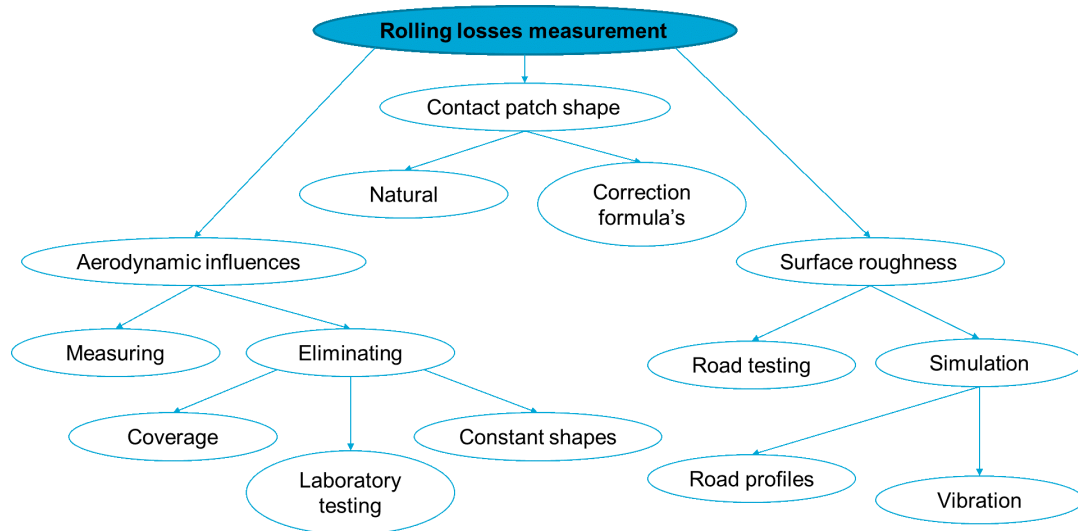 Rolling losses measurement
Contact patch shape
Natural
Correction
formula's
Aerodynamic influences
Surface roughness
Measuring
Eliminating
Road testing
Simulation
Coverage
Laboratory
testing
Constant shapes
Road profiles
Vibration